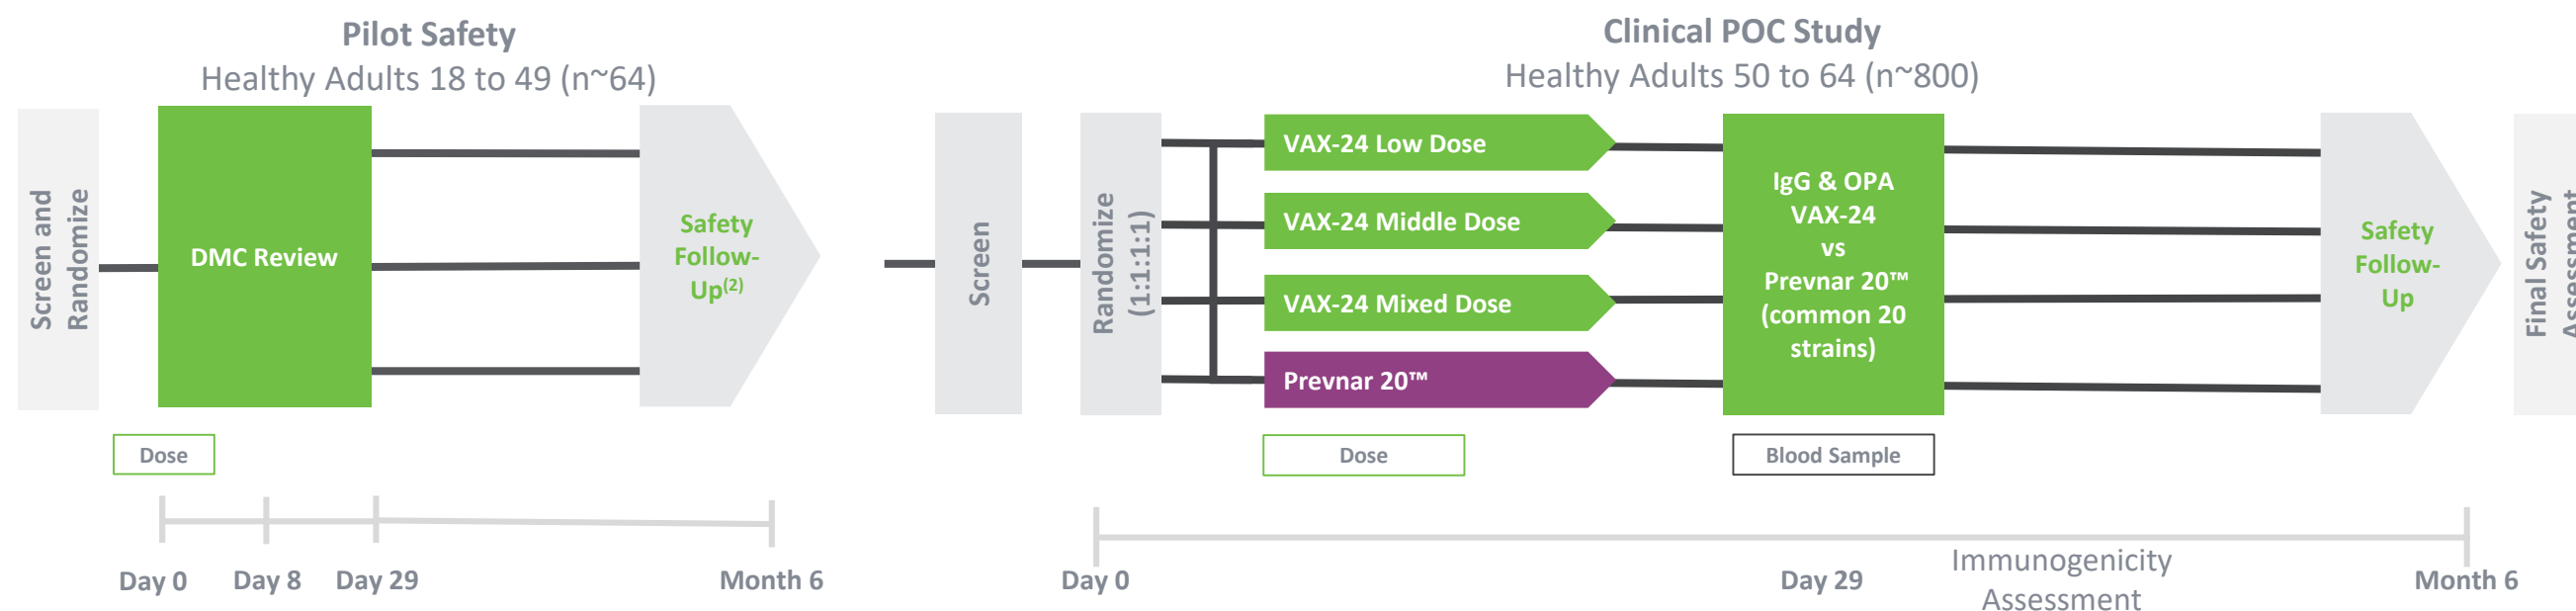 Pilot Safety
Healthy Adults 18 to 49 (n~64)
Screen and
Randomize
DMC Review
Safety
Follow-
Up(2)
Dose
Day 0
Day 8
Day 29
Month 6
Clinical POC Study
Healthy Adults 50 to 64 (n~800)
Screen
Randomize
(1:1:1:1)
VAX-24 Low Dose
VAX-24 Middle Dose
VAX-24 Mixed Dose
Prevnar 20™
IgG & OPA
VAX-24
vs
Prevnar 20™
(common 20
strains)
Safety
Follow-
Up
Final Safety
Assessment
Dose
Blood Sample
Day 0
Day 29
Immunogenicity
Assessment
Month 6